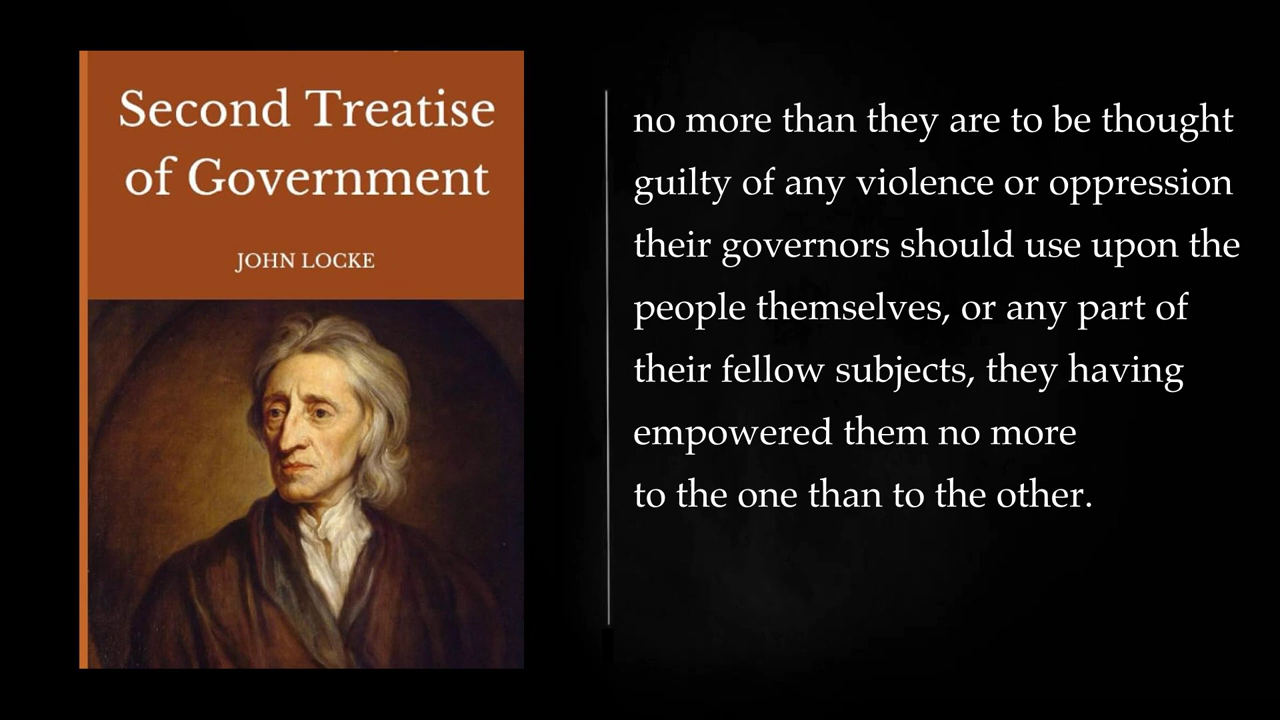 Second Treatise
of Government
JOHN LOCKE
no more than they are to be thought
guilty of any violence or oppression
their governors should use upon the
people themselves, or any part of
their fellow subjects, they having
empowered them no more
to the one than to the other.